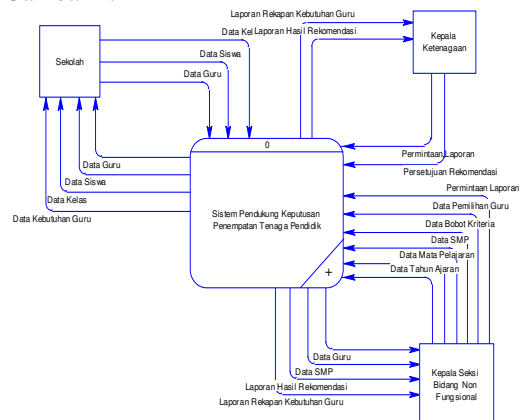 Laporan Rekapan Kebutuhan Guru
Data Kel
Laporan Hasil Rekomendasi
Kepala
Ketenagaan
Sekolah
Data Siswa
Data Guru
0
Permintaan Laporan
Persetujuan Rekomendasi
Data Guru
Data Siswa
Data Kelas
Data Kebutuhan Guru
Sistem Pendukung Keputusan
Penempatan Tenaga Pendidik
+
Permintaan Laporan
Data Pemilihan Guru
Data Bobot Kriteria
Data SMP
Data Mata Pelajaran
Data Tahun Ajaran
Data Guru
Data SMP
Laporan Hasil Rekomendasi
Laporan Rekapan Kebutuhan Guru
Kepala Seksi
Bidang Non
Fungsional